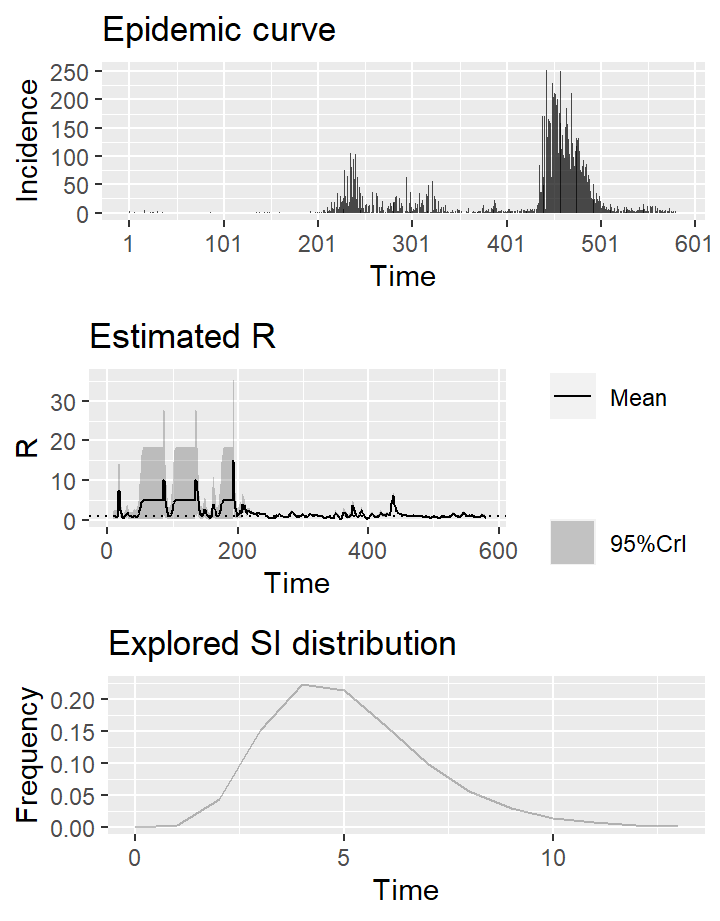 Epidemic curve
Incidence
250
200
150
100
50
0
1 101 201 301 401 501 601
Time
Estimated R
R
30
20
10
0
0 200 400 600
Time
Mean
95%CrI
Explored SI distribution
Frequency
0.20
0.15
0.10
0.05
0.00
0 5 10
Time